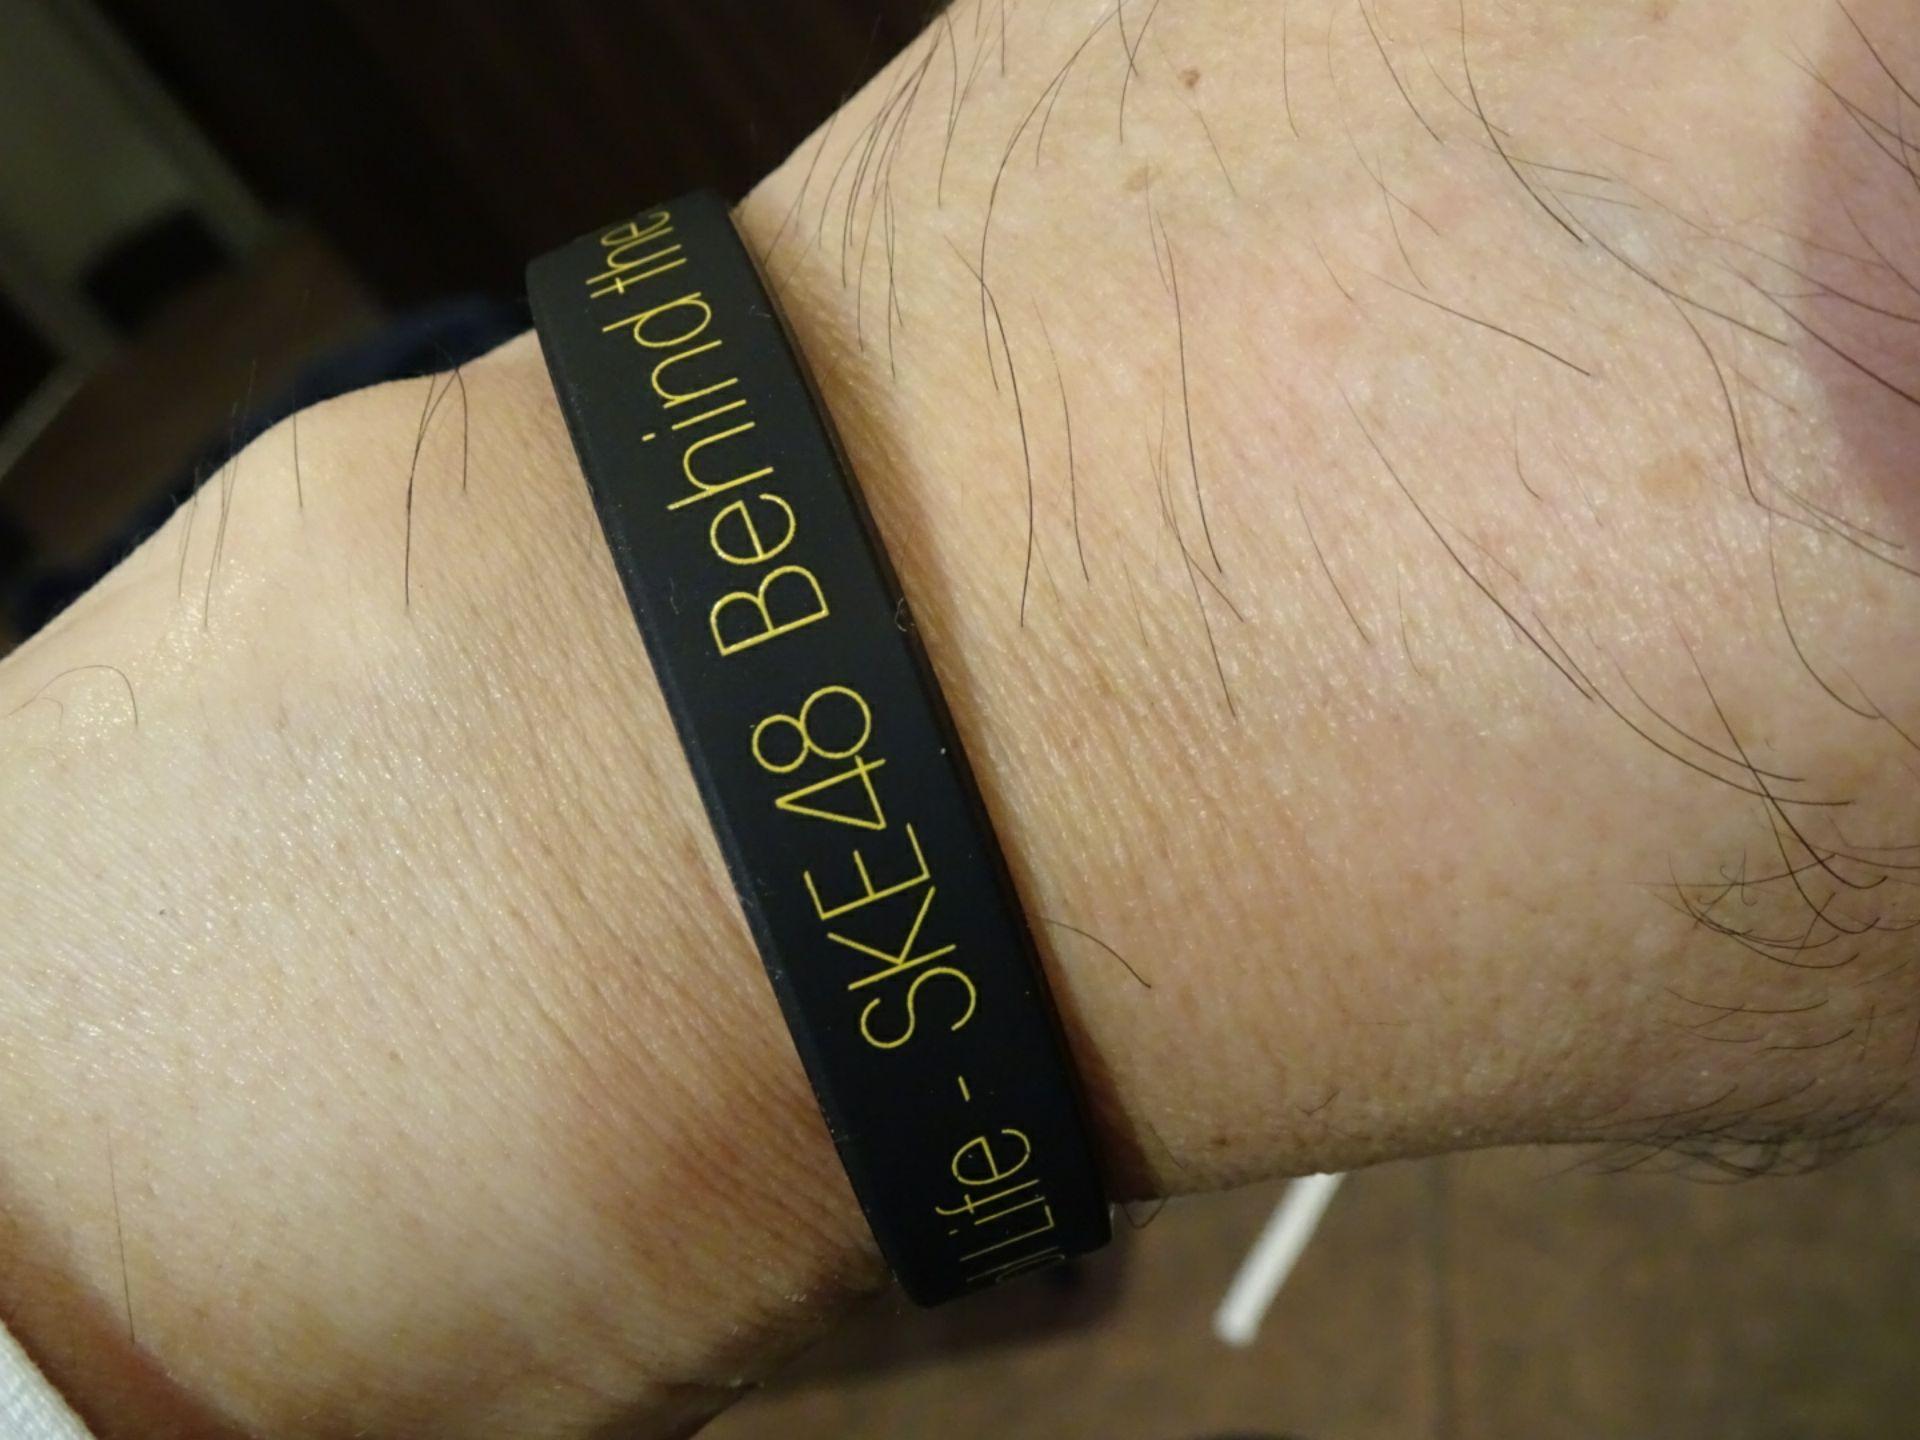 Life - SKE48 Behind the